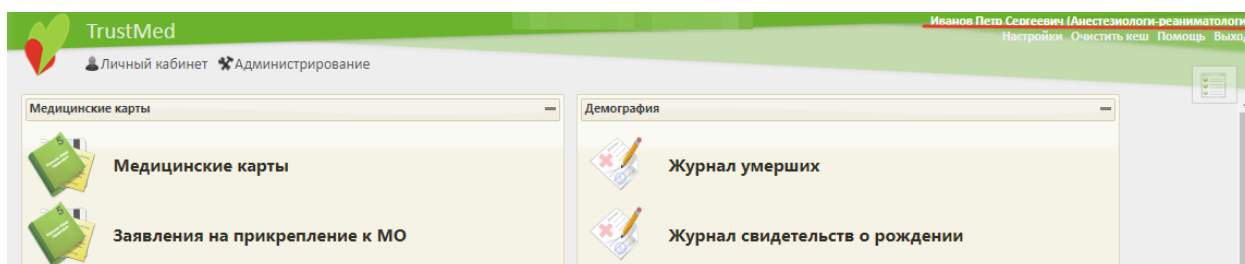 TrustMed
Иванов Петр Сергеевич (Анестезиологи-реаниматологи
Настройки Очистить кеш Помощь Выход
Личный кабинет Администрирование
Медицинские карты
Демография
Медицинские карты
Журнал умерших
Заявления на прикрепление к МО
Журнал свидетельств о рождении